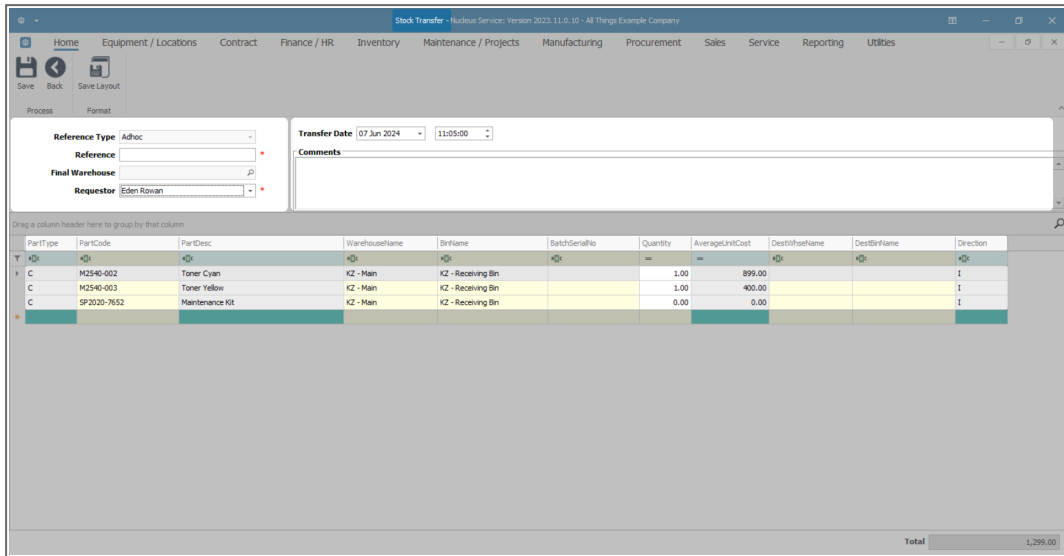 Stock Transfer - Nucleus Service: Version 2023.11.0.10 - All Things Example Company
Home Equipment / Locations Contract Finance / HR Inventory Maintenance / Projects Manufacturing Procurement Sales Service Reporting Utilities
Save Back Save Layout
Process Format
Reference Type Adhoc
Transfer Date 07 Jun 2024 11:05:00
Reference *
Comments
Final Warehouse
Requestor Eden Rowan *
Drag a column header here to group by that column
PartType PartCode PartDesc WarehouseName BinName BatchSerialNo Quantity AverageUnitCost DestWhseName DestBinName Direction
C M2540-002 Toner Cyan KZ - Main KZ - Receiving Bin 1.00 899.00 I
C M2540-003 Toner Yellow KZ - Main KZ - Receiving Bin 1.00 400.00 I
C SP2020-7652 Maintenance Kit KZ - Main KZ - Receiving Bin 0.00 0.00 I
Total 1,299.00